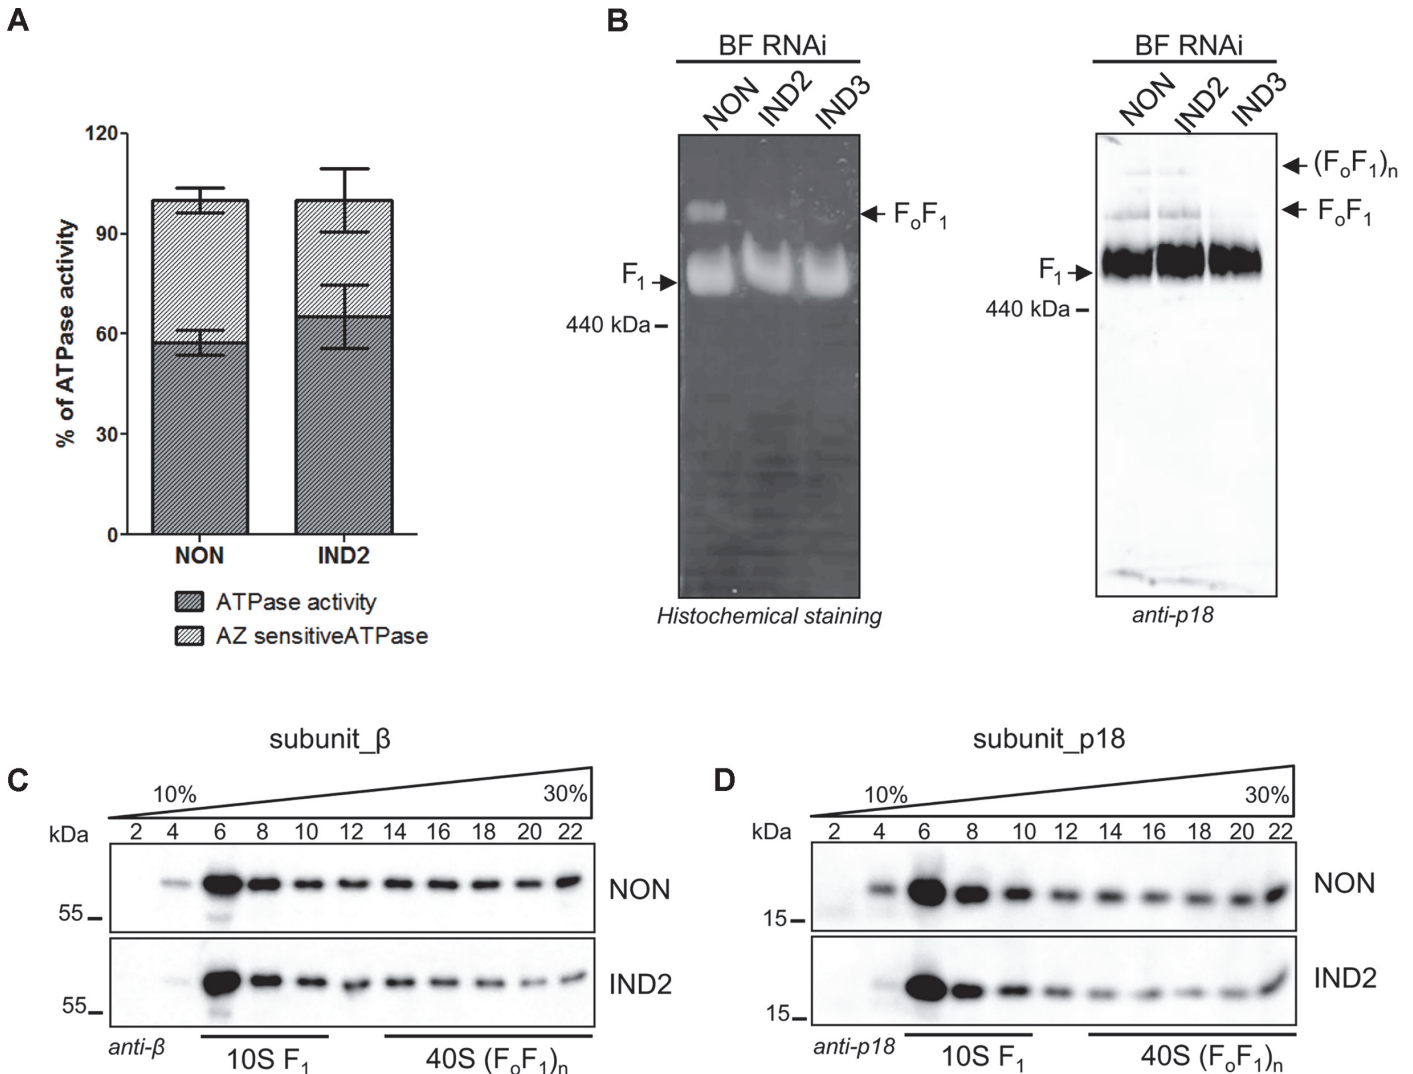 A
120
90
60
30
0
% of ATPase activity
NON IND2
ATPase activity
AZ sensitiveATPase
B
BF RNAi
NON IND2 IND3
FₒF₁
F₁
440 kDa
Histochemical staining
BF RNAi
NON IND2 IND3
(FₒF₁)ₙ
FₒF₁
F₁
440 kDa
anti-p18
C
subunit_β
10% 30%
kDa 2 4 6 8 10 12 14 16 18 20 22
NON
55
IND2
55
anti-β
10S F₁ 40S (FₒF₁)ₙ
D
subunit_p18
10% 30%
kDa 2 4 6 8 10 12 14 16 18 20 22
NON
15
IND2
15
anti-p18
10S F₁ 40S (FₒF₁)ₙ